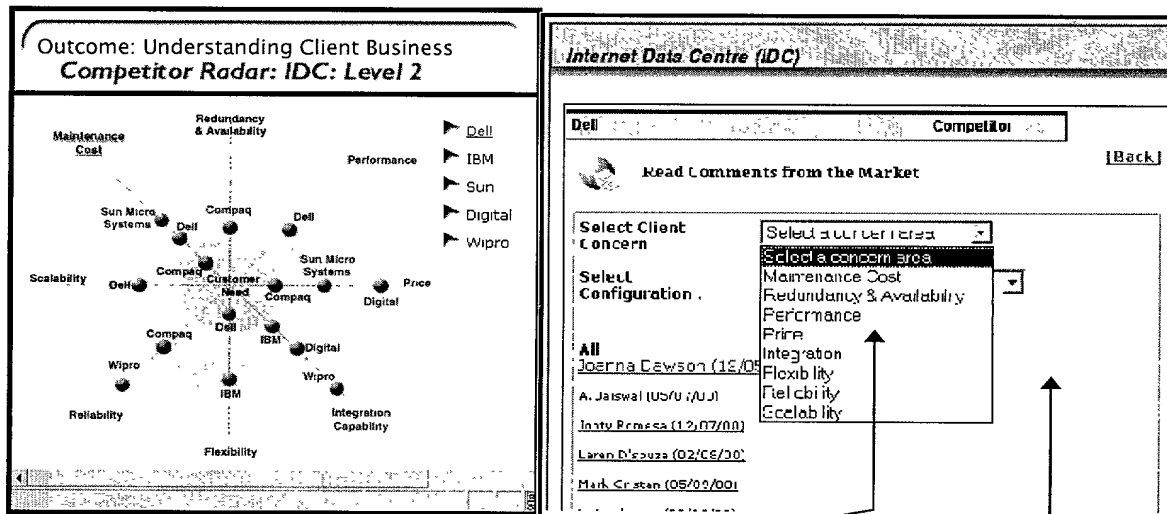 Outcome: Understanding Client Business
Competitor Radar: IDC: Level 2
Redundancy
& Availability
Maintenance
Cost
Performance
Sun Micro
Systems
Dell
Compaq
Dell
Scalability
Dell
Compaq
Customer
Need
Compaq
Sun Micro
Systems
Digital
Price
Compaq
Dell
IBM
Digital
Wipro
IBM
Wipro
Reliability
Integration
Capability
Flexibility
Dell
IBM
Sun
Digital
Wipro
Internet Data Centre (IDC)
Dell
Competitor
[Back]
Read Comments from the Market
Select Client
Concern
Select a concern area
Select a concern area
Maintenance Cost
Redundancy & Availability
Performance
Price
Integration
Flexibility
Reliability
Scalability
Select
Configuration .
All
Joanna Dawson
A. Jaiswal
Laren D'souza
Mark Cristan (05/09/00)